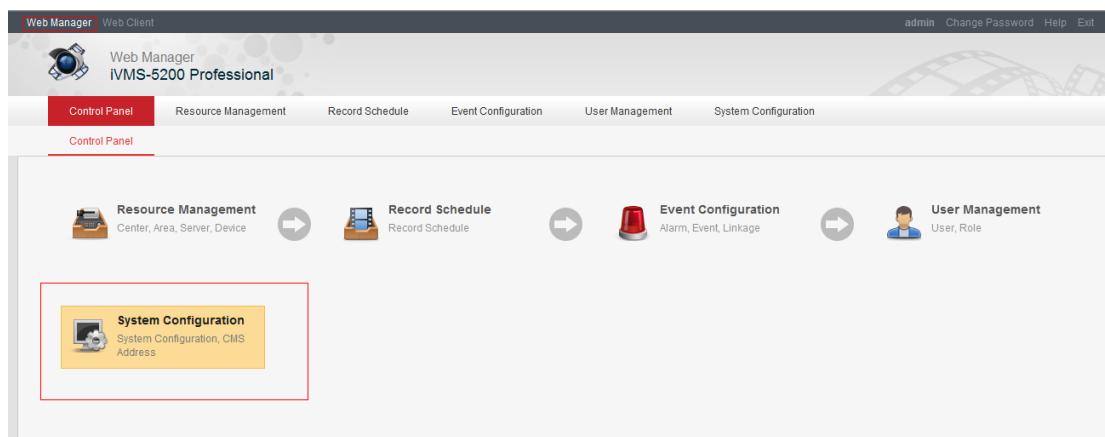 Web Manager Web Client admin Change Password Help Exit
Web Manager
iVMS-5200 Professional
Control Panel Resource Management Record Schedule Event Configuration User Management System Configuration
Control Panel
Resource Management
Center, Area, Server, Device
Record Schedule
Record Schedule
Event Configuration
Alarm, Event, Linkage
User Management
User, Role
System Configuration
System Configuration, CMS
Address